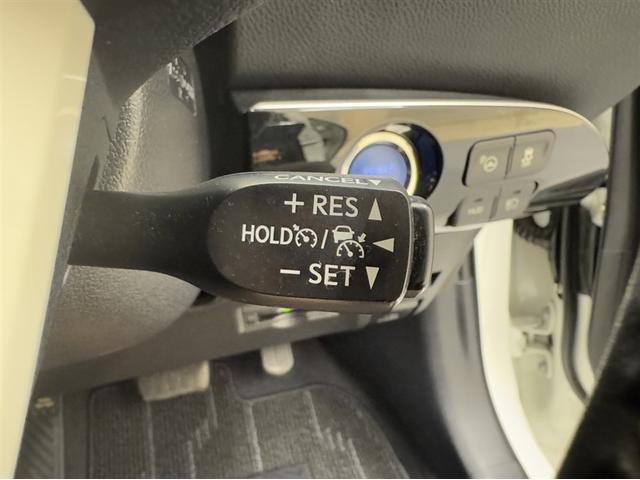 CANCEL▼
+ RES ▲
HOLD / ◀
− SET ▼